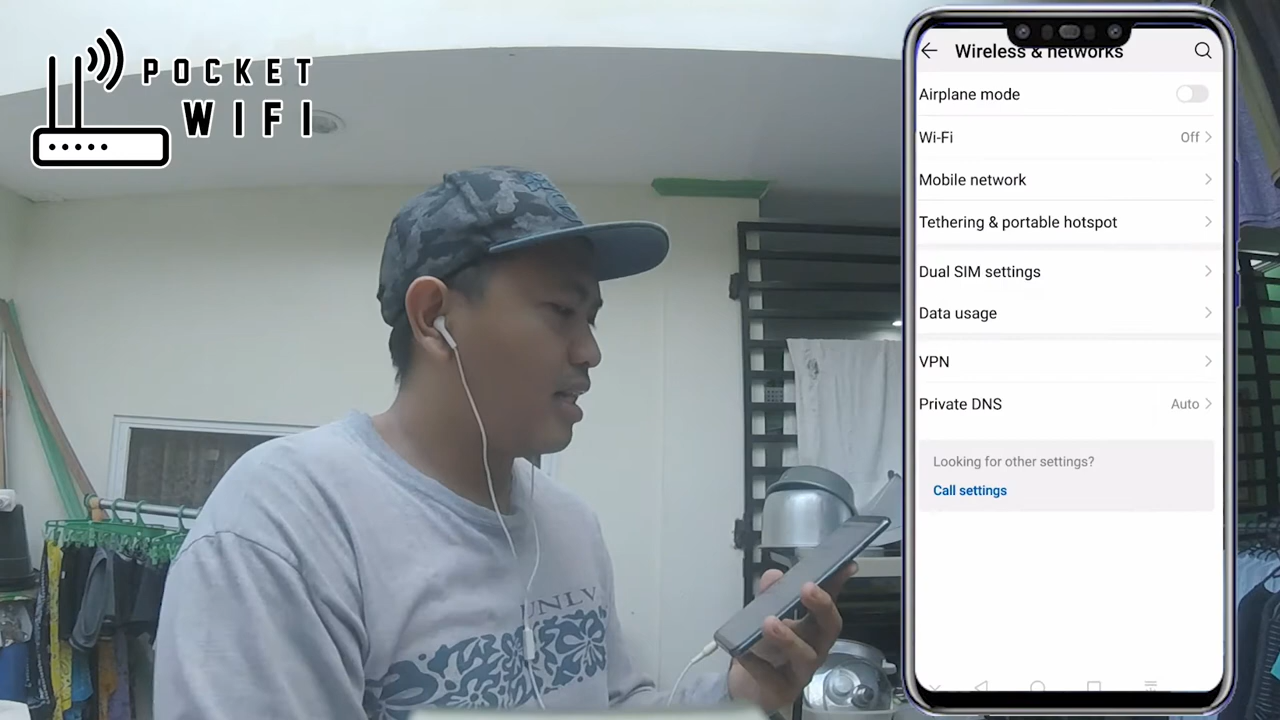 POCKET
WIFI
Wireless & networks
Airplane mode
Wi-Fi Off
Mobile network
Tethering & portable hotspot
Dual SIM settings
Data usage
VPN
Private DNS Auto
Looking for other settings?
Call settings
UNLV